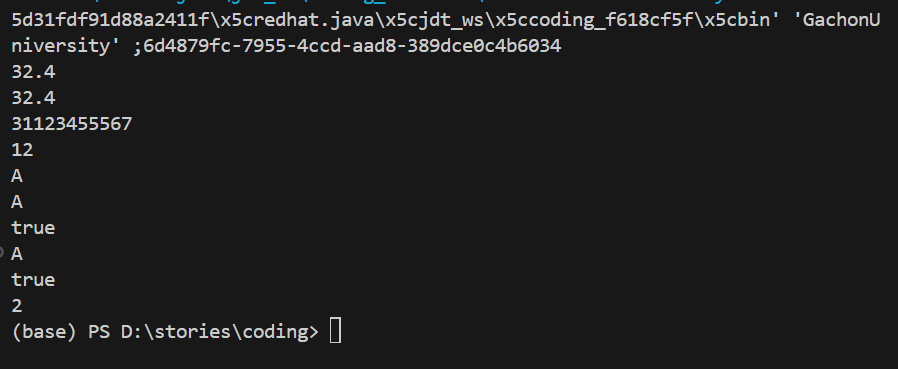 5d31fdf91d88a2411f\x5credhat.java\x5cjdt_ws\x5ccoding_f618cf5f\x5cbin' 'GachonU
niversity' ;6d4879fc-7955-4ccd-aad8-389dce0c4b6034
32.4
32.4
31123455567
12
A
A
true
A
true
2
(base) PS D:\stories\coding>